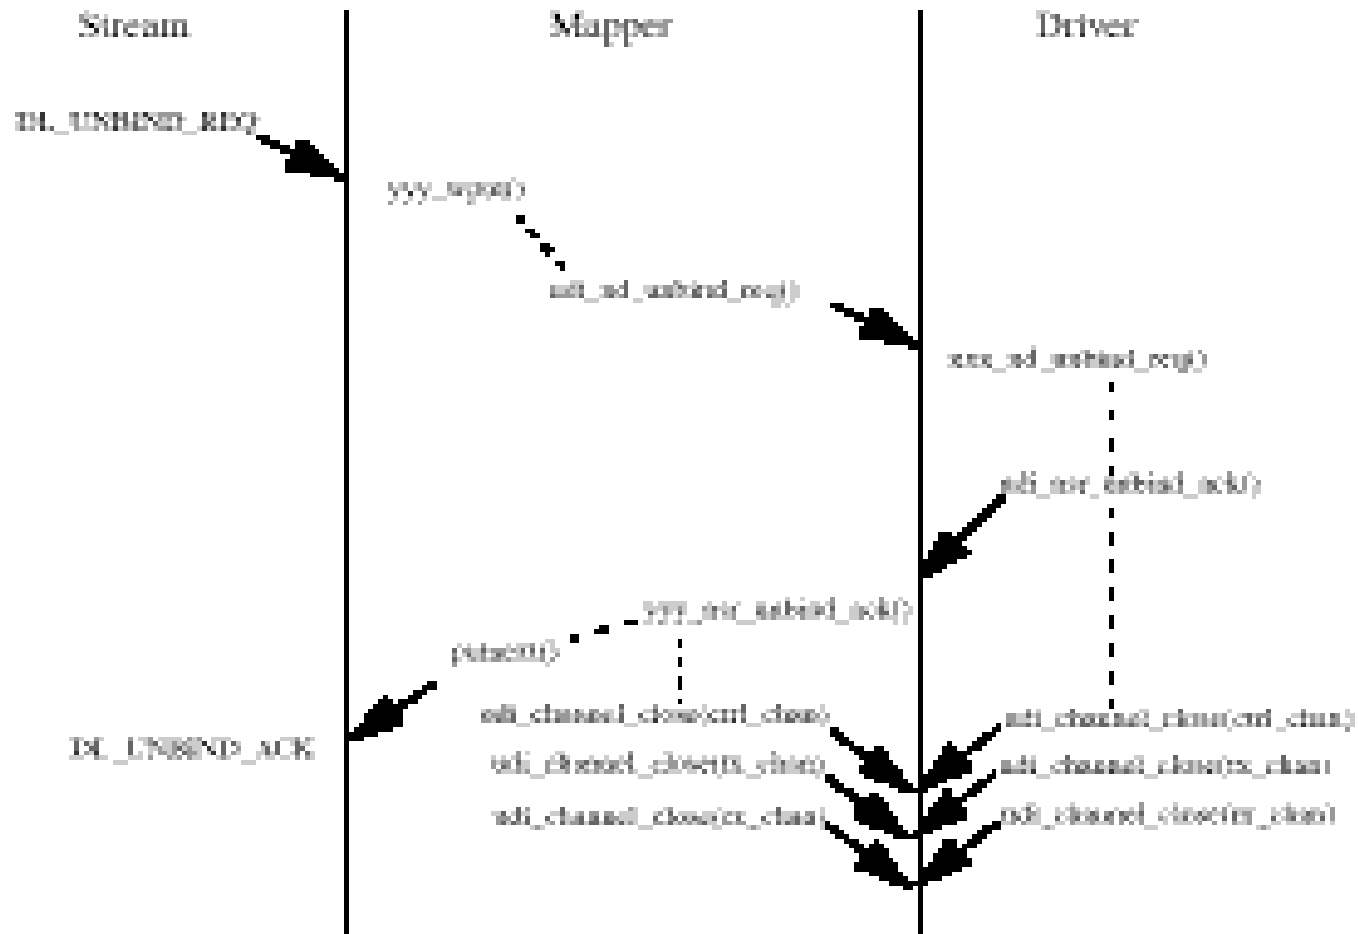 Stream
Mapper
Driver
DL_UNBIND_REQ
yyy_wput()
udi_nd_unbind_req()
xxx_nd_unbind_req()
udi_nsr_unbind_ack()
yyy_nsr_unbind_ack()
putnext()
udi_channel_close(ctrl_chan)
udi_channel_close(ctrl_chan)
DL_UNBIND_ACK
udi_channel_close(tx_chan)
udi_channel_close(tx_chan)
udi_channel_close(rx_chan)
udi_channel_close(rx_chan)